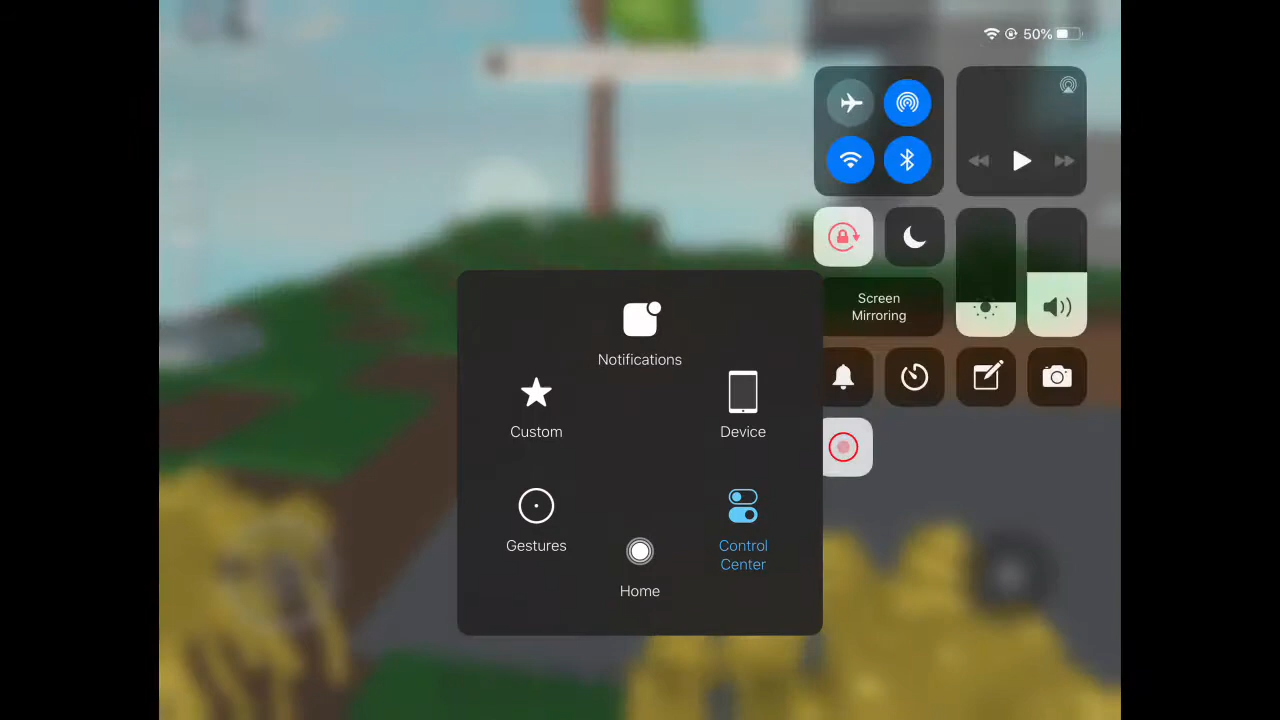 50%
Screen
Mirroring
Notifications
Custom
Device
Gestures
Control
Center
Home